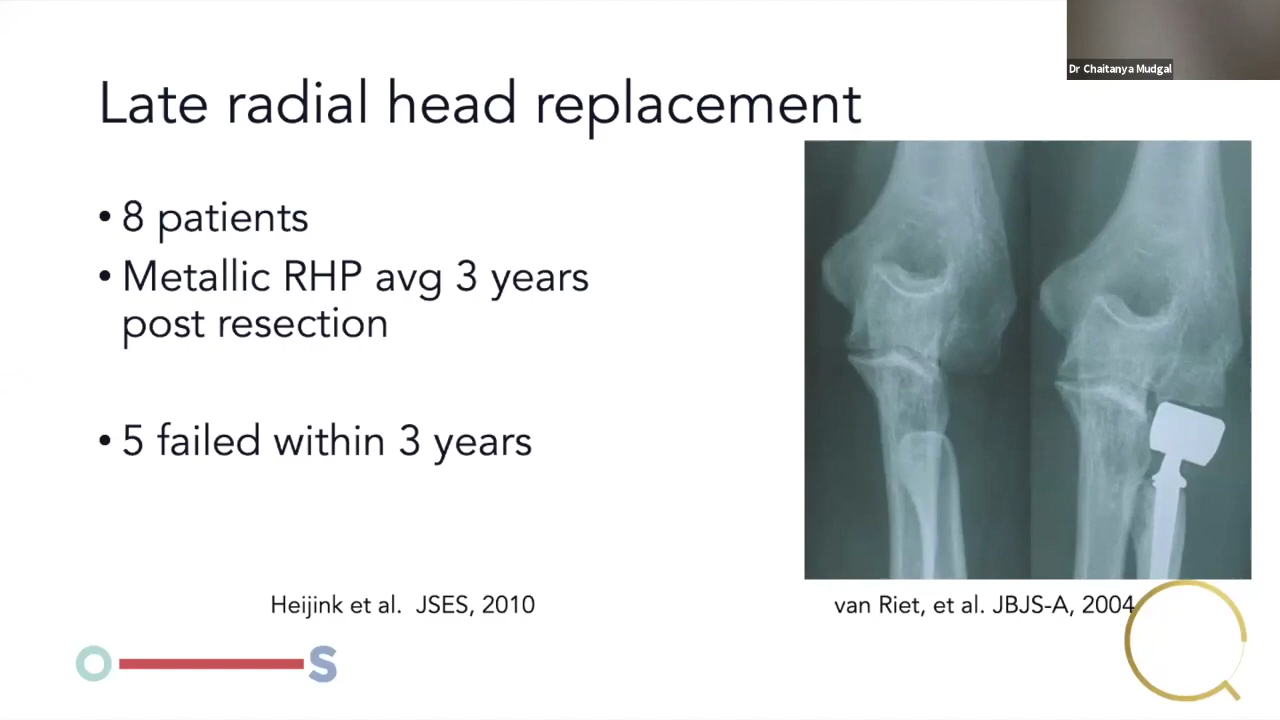 Dr Chaitanya Mudgal
Late radial head replacement
• 8 patients
• Metallic RHP avg 3 years
post resection
• 5 failed within 3 years
Heijink et al. JSES, 2010
van Riet, et al. JBJS-A, 2004
O S